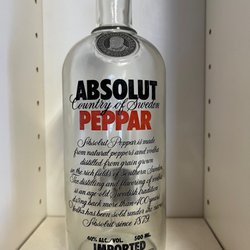 ABSOLUT
Country of Sweden
PEPPAR
Absolut Peppar is made
from natural peppers and vodka
distilled from grain grown
in the rich fields of southern Sweden.
The distilling and flavoring of vodka
is an age-old Swedish tradition
dating back more than 400 years.
Vodka has been sold under the name
Absolut since 1879.
40% ALC./VOL. 500 ML.
IMPORTED